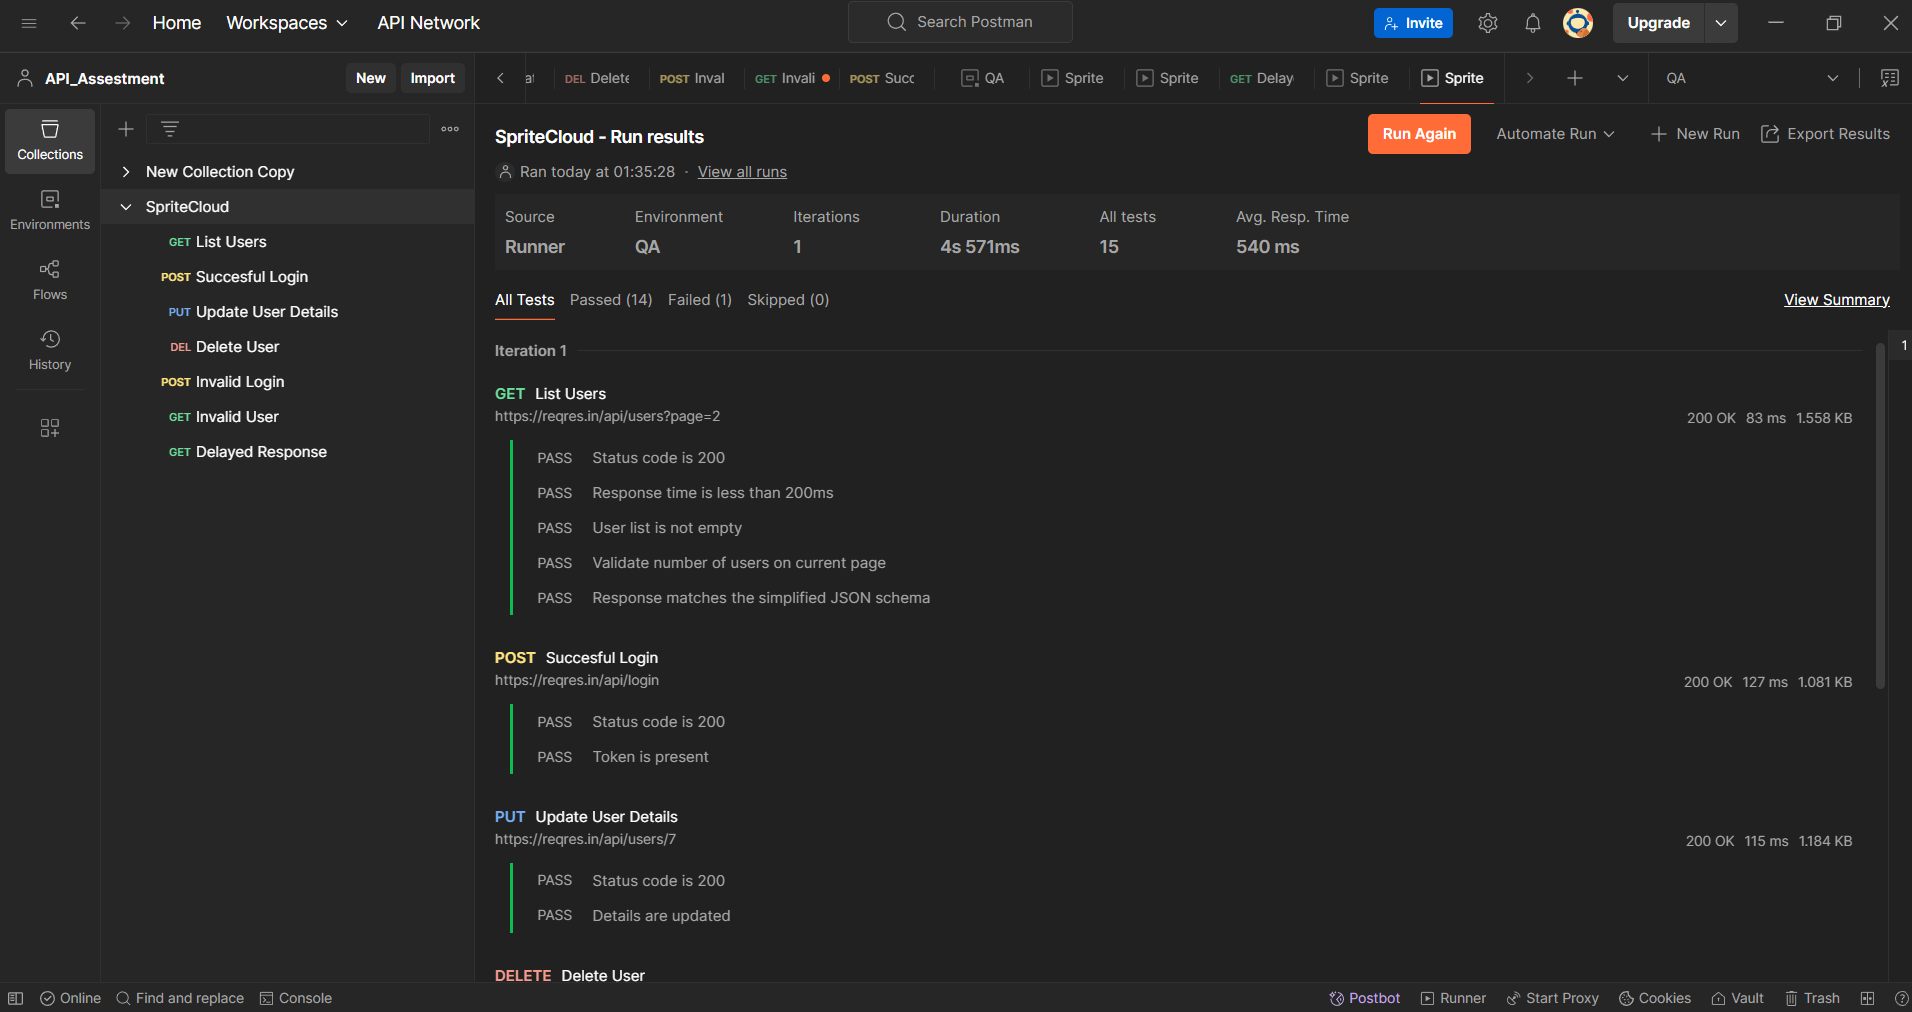 Home Workspaces API Network Search Postman Invite Upgrade
API_Assestment New Import
DEL Delete POST Inval GET Invali POST Succ QA Sprite Sprite GET Delay Sprite Sprite QA
Collections
Environments
Flows
History
New Collection Copy
SpriteCloud
GET List Users
POST Succesful Login
PUT Update User Details
DEL Delete User
POST Invalid Login
GET Invalid User
GET Delayed Response
SpriteCloud - Run results
Run Again Automate Run New Run Export Results
Ran today at 01:35:28 · View all runs
Source Environment Iterations Duration All tests Avg. Resp. Time
Runner QA 1 4s 571ms 15 540 ms
All Tests Passed (14) Failed (1) Skipped (0) View Summary
Iteration 1
1
GET List Users
https://reqres.in/api/users?page=2
200 OK 83 ms 1.558 KB
PASS Status code is 200
PASS Response time is less than 200ms
PASS User list is not empty
PASS Validate number of users on current page
PASS Response matches the simplified JSON schema
POST Succesful Login
https://reqres.in/api/login
200 OK 127 ms 1.081 KB
PASS Status code is 200
PASS Token is present
PUT Update User Details
https://reqres.in/api/users/7
200 OK 115 ms 1.184 KB
PASS Status code is 200
PASS Details are updated
DELETE Delete User
Online Find and replace Console Postbot Runner Start Proxy Cookies Vault Trash